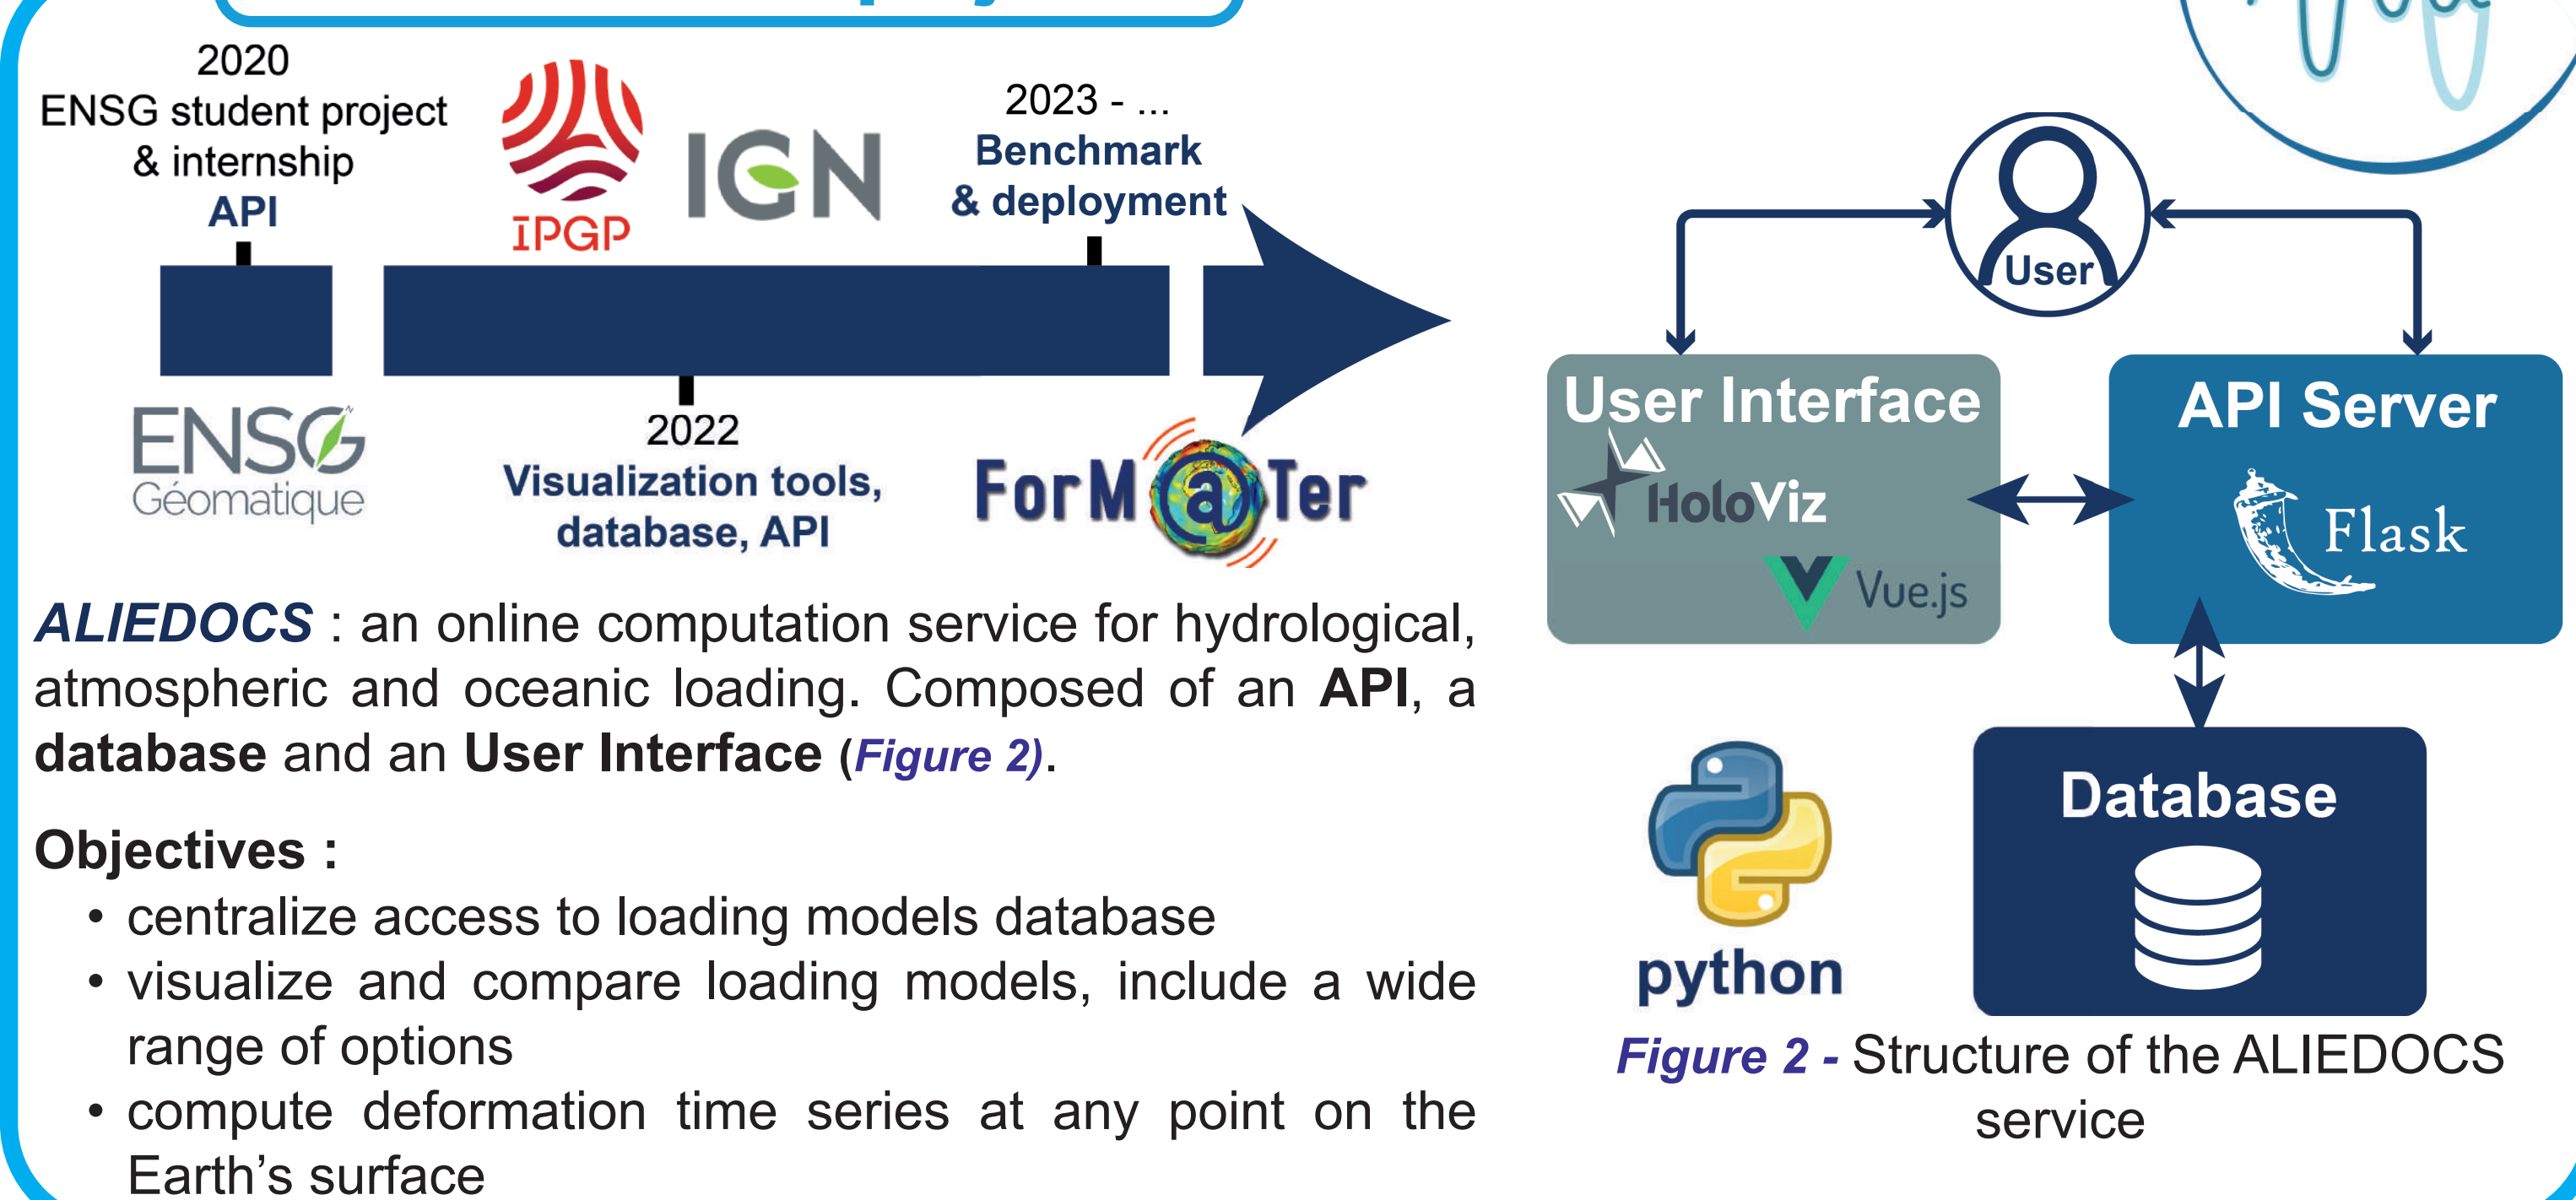 2020
ENSG student project
& internship
API
IPGP
IGN
2023 - ...
Benchmark
& deployment
ENSG
Géomatique
2022
Visualization tools,
database, API
ForM@Ter
ALIEDOCS : an online computation service for hydrological,
atmospheric and oceanic loading. Composed of an API, a
database and an User Interface (Figure 2).
Objectives :
• centralize access to loading models database
• visualize and compare loading models, include a wide
range of options
• compute deformation time series at any point on the
Earth's surface
User
User Interface
HoloViz
Vue.js
API Server
Flask
Database
python
Figure 2 - Structure of the ALIEDOCS
service